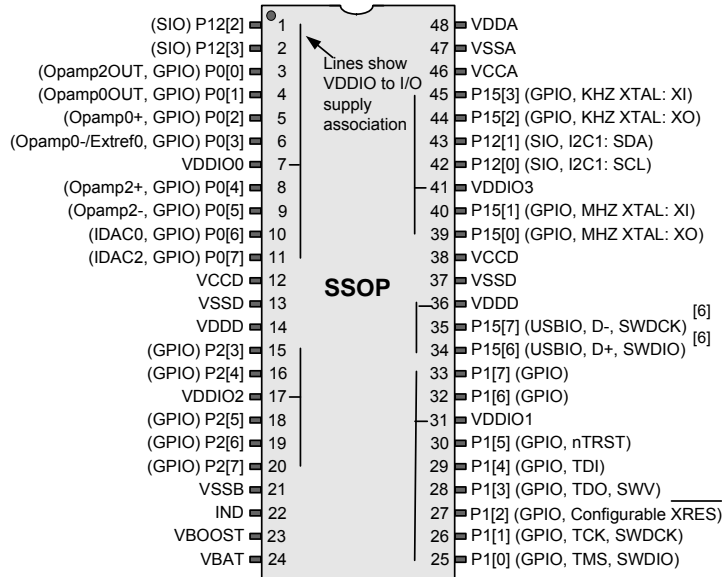 (SIO) P12[2] 1
(SIO) P12[3] 2
(Opamp2OUT, GPIO) P0[0] 3
(Opamp0OUT, GPIO) P0[1] 4
(Opamp0+, GPIO) P0[2] 5
(Opamp0-/Extref0, GPIO) P0[3] 6
VDDIO0 7
(Opamp2+, GPIO) P0[4] 8
(Opamp2-, GPIO) P0[5] 9
(IDAC0, GPIO) P0[6] 10
(IDAC2, GPIO) P0[7] 11
VCCD 12
VSSD 13
VDDD 14
(GPIO) P2[3] 15
(GPIO) P2[4] 16
VDDIO2 17
(GPIO) P2[5] 18
(GPIO) P2[6] 19
(GPIO) P2[7] 20
VSSB 21
IND 22
VBOOST 23
VBAT 24
Lines show
VDDIO to I/O
supply
association
SSOP
48 VDDA
47 VSSA
46 VCCA
45 P15[3] (GPIO, KHZ XTAL: XI)
44 P15[2] (GPIO, KHZ XTAL: XO)
43 P12[1] (SIO, I2C1: SDA)
42 P12[0] (SIO, I2C1: SCL)
41 VDDIO3
40 P15[1] (GPIO, MHZ XTAL: XI)
39 P15[0] (GPIO, MHZ XTAL: XO)
38 VCCD
37 VSSD
36 VDDD
35 P15[7] (USBIO, D-, SWDCK) [6]
34 P15[6] (USBIO, D+, SWDIO) [6]
33 P1[7] (GPIO)
32 P1[6] (GPIO)
31 VDDIO1
30 P1[5] (GPIO, nTRST)
29 P1[4] (GPIO, TDI)
28 P1[3] (GPIO, TDO, SWV)
27 P1[2] (GPIO, Configurable XRES)
26 P1[1] (GPIO, TCK, SWDCK)
25 P1[0] (GPIO, TMS, SWDIO)